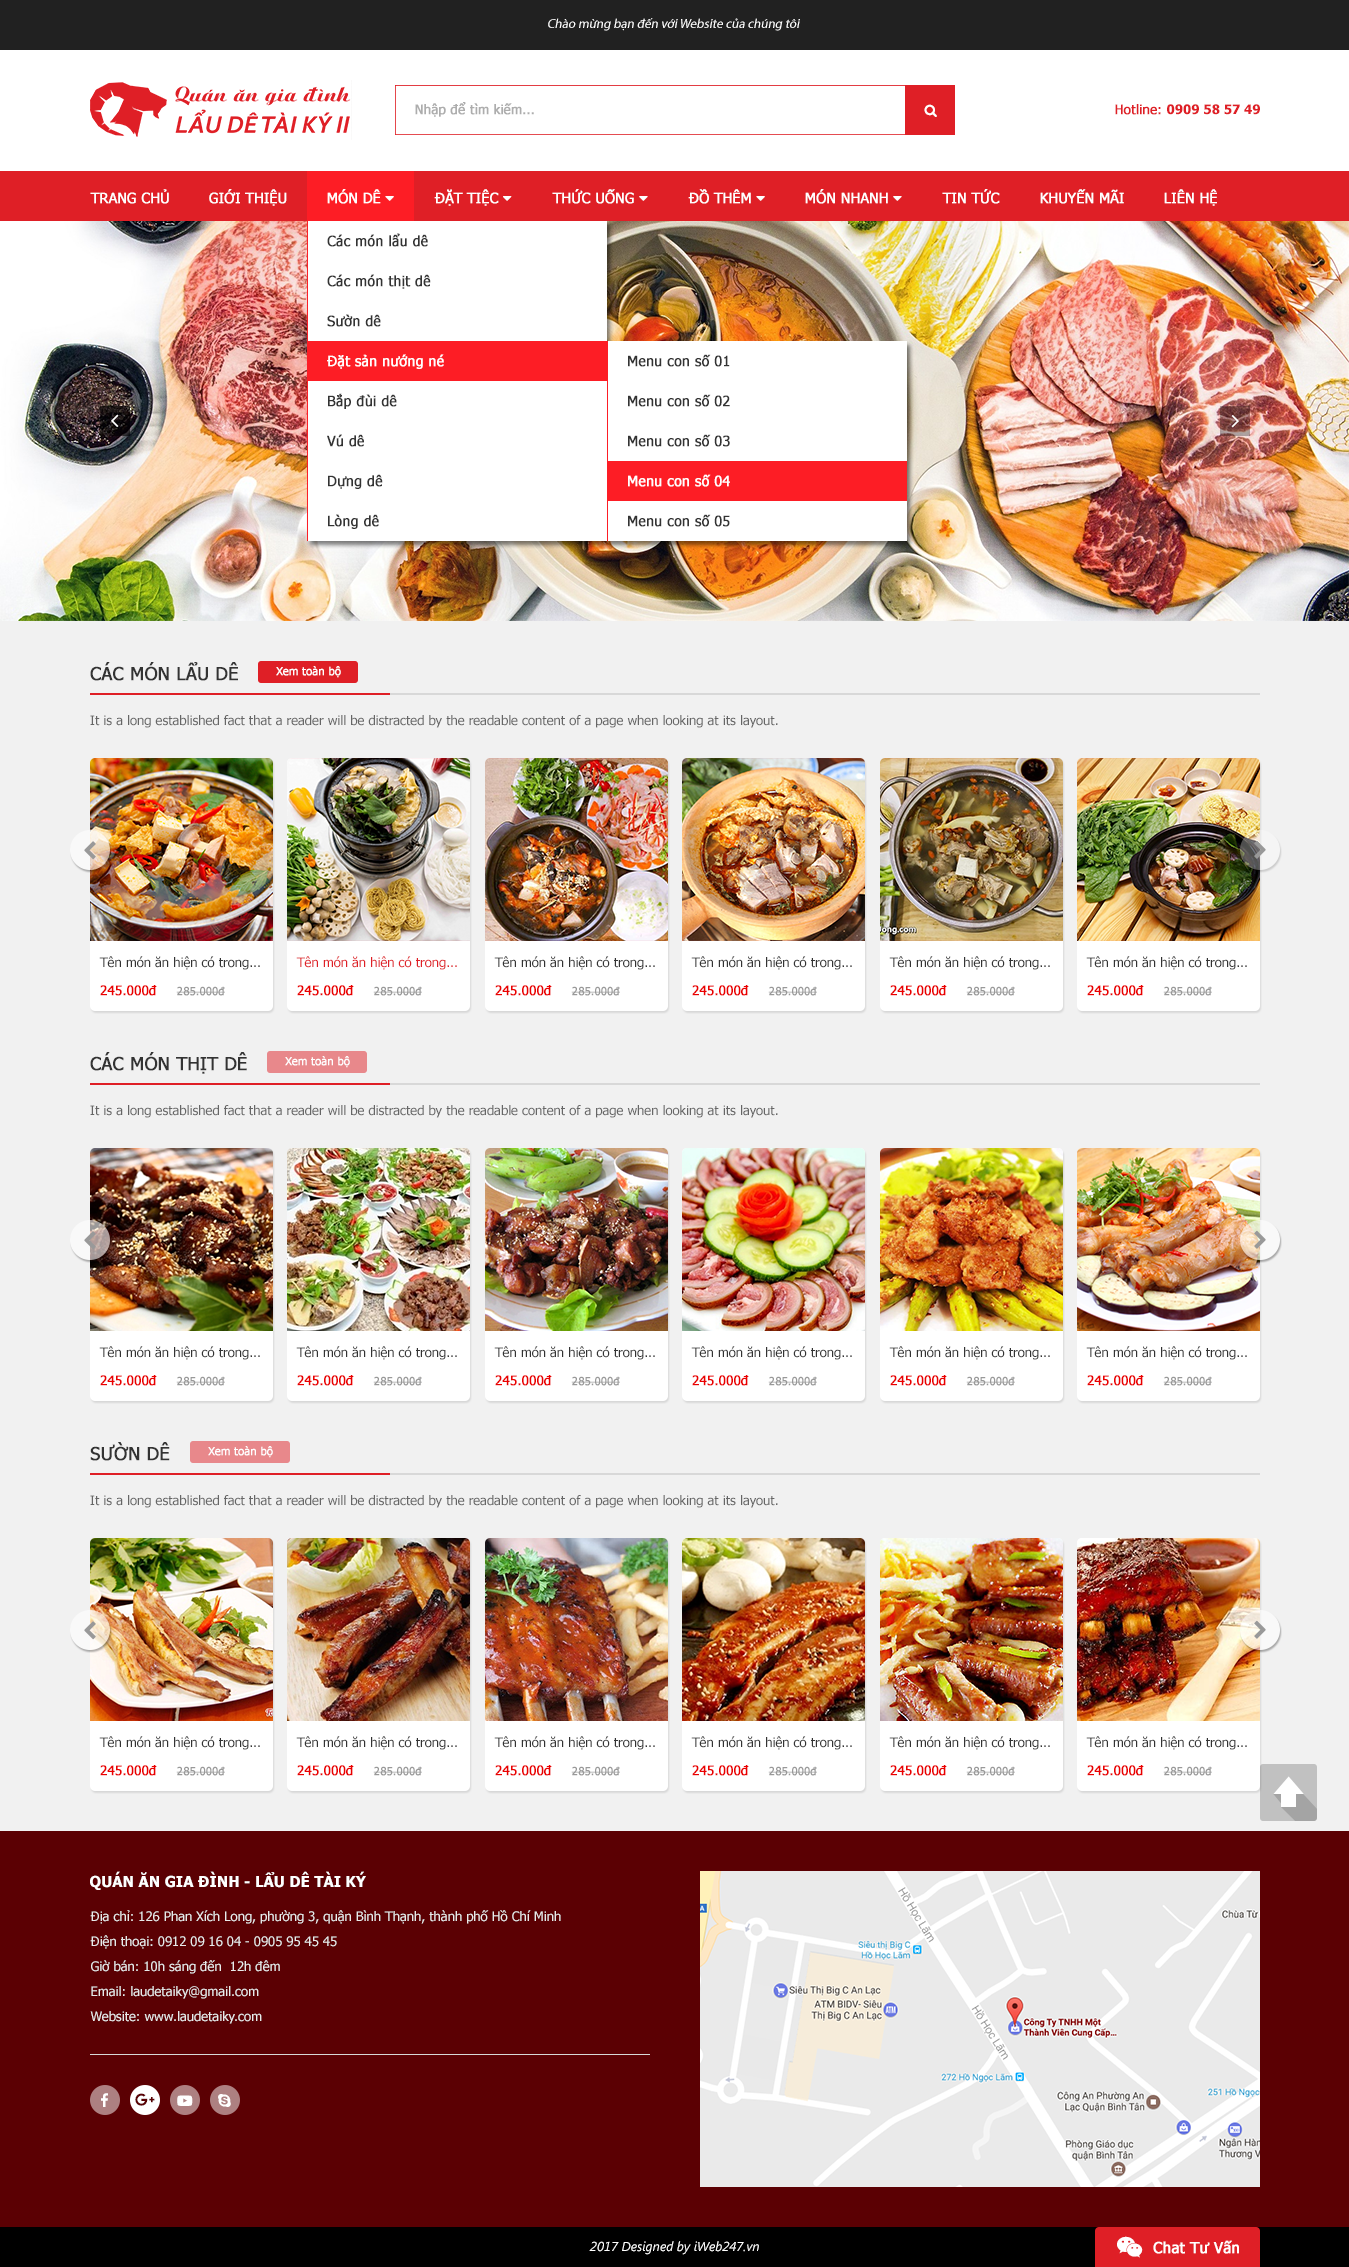 Chào mừng bạn đến với Website của chúng tôi
Quán ăn gia đình
LẨU DÊ TÀI KÝ II
Nhập để tìm kiếm...
Hotline: 0909 58 57 49
TRANG CHỦ GIỚI THIỆU MÓN DÊ ĐẶT TIỆC THỨC UỐNG ĐỒ THÊM MÓN NHANH TIN TỨC KHUYẾN MÃI LIÊN HỆ
Các món lẩu dê
Các món thịt dê
Sườn dê
Đặt sản nướng né
Bắp đùi dê
Vú dê
Dựng dê
Lòng dê
Menu con số 01
Menu con số 02
Menu con số 03
Menu con số 04
Menu con số 05
CÁC MÓN LẨU DÊ Xem toàn bộ
It is a long established fact that a reader will be distracted by the readable content of a page when looking at its layout.
Tên món ăn hiện có trong... Tên món ăn hiện có trong... Tên món ăn hiện có trong... Tên món ăn hiện có trong... Tên món ăn hiện có trong... Tên món ăn hiện có trong...
245.000đ 285.000đ 245.000đ 285.000đ 245.000đ 285.000đ 245.000đ 285.000đ 245.000đ 285.000đ 245.000đ 285.000đ
CÁC MÓN THỊT DÊ Xem toàn bộ
It is a long established fact that a reader will be distracted by the readable content of a page when looking at its layout.
Tên món ăn hiện có trong... Tên món ăn hiện có trong... Tên món ăn hiện có trong... Tên món ăn hiện có trong... Tên món ăn hiện có trong... Tên món ăn hiện có trong...
245.000đ 285.000đ 245.000đ 285.000đ 245.000đ 285.000đ 245.000đ 285.000đ 245.000đ 285.000đ 245.000đ 285.000đ
SƯỜN DÊ Xem toàn bộ
It is a long established fact that a reader will be distracted by the readable content of a page when looking at its layout.
Tên món ăn hiện có trong... Tên món ăn hiện có trong... Tên món ăn hiện có trong... Tên món ăn hiện có trong... Tên món ăn hiện có trong... Tên món ăn hiện có trong...
245.000đ 285.000đ 245.000đ 285.000đ 245.000đ 285.000đ 245.000đ 285.000đ 245.000đ 285.000đ 245.000đ 285.000đ
QUÁN ĂN GIA ĐÌNH - LẨU DÊ TÀI KÝ
Địa chỉ: 126 Phan Xích Long, phường 3, quận Bình Thạnh, thành phố Hồ Chí Minh
Điện thoại: 0912 09 16 04 - 0905 95 45 45
Giờ bán: 10h sáng đến 12h đêm
Email: laudetaiky@gmail.com
Website: www.laudetaiky.com
Hồ Học Lãm
Chùa Từ
Siêu thị Big C
Hồ Học Lãm
Siêu Thị Big C An Lạc
ATM BIDV- Siêu
Thị Big C An Lạc
ATM
Hồ Học Lãm
Công Ty TNHH Một
Thành Viên Cung Cấp...
272 Hồ Ngọc Lãm
Công An Phường An
Lạc Quận Bình Tân
251 Hồ Ngọc
Phòng Giáo dục
quận Bình Tân
Ngân Hàn
Thương V
2017 Designed by iWeb247.vn
Chat Tư Vấn